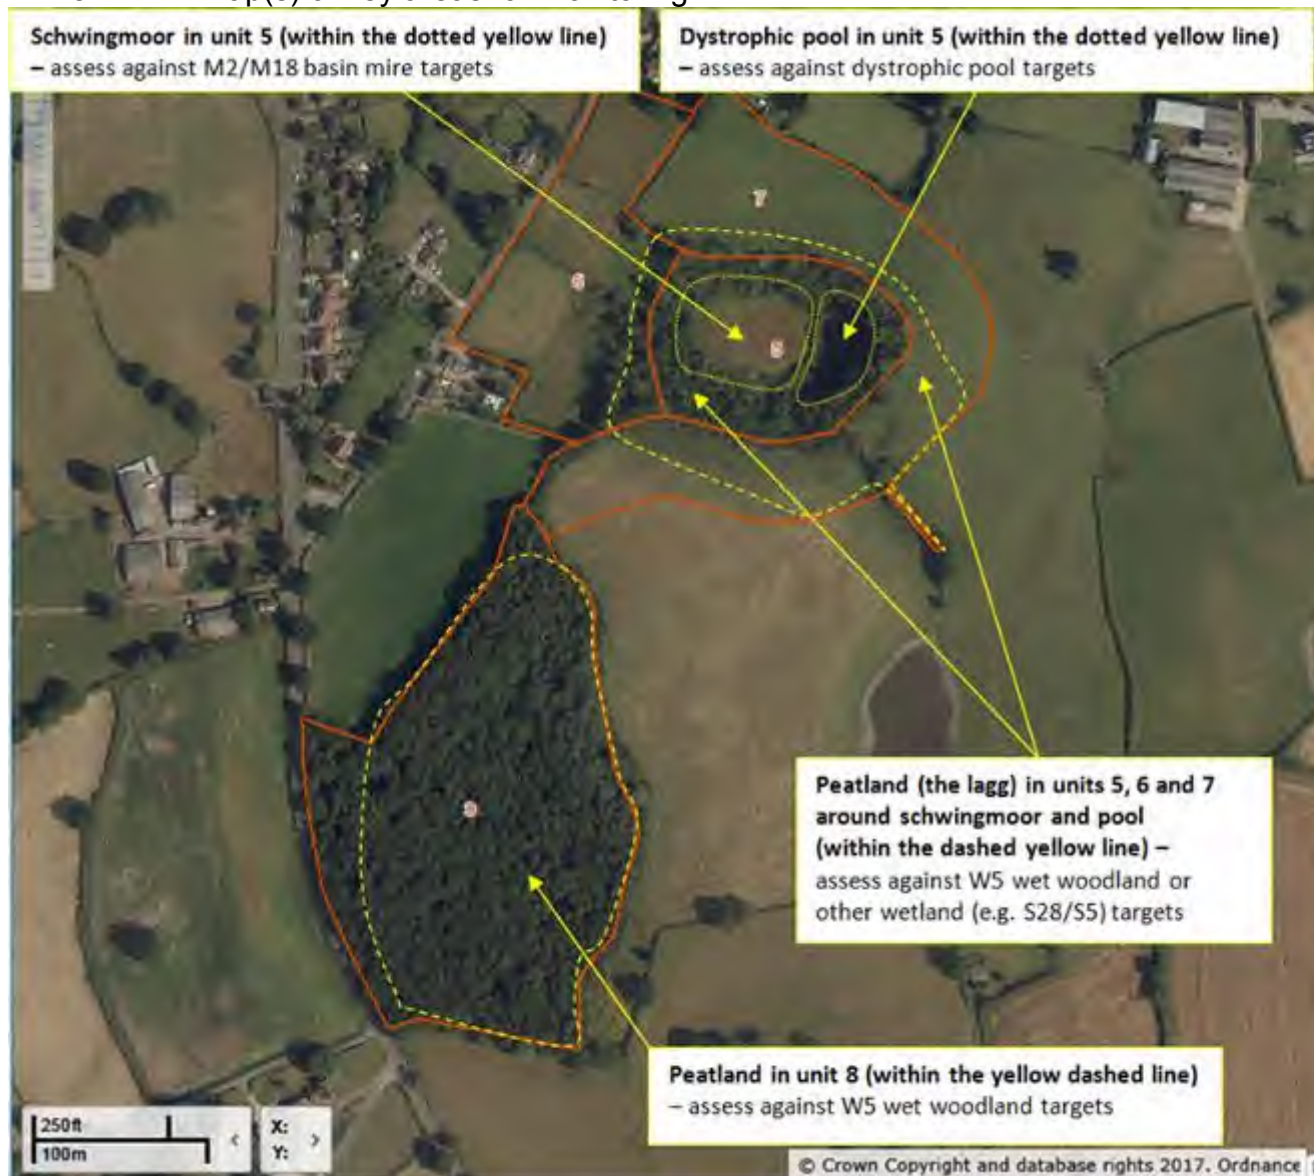 Schwingmoor in unit 5 (within the dotted yellow line)
– assess against M2/M18 basin mire targets
Dystrophic pool in unit 5 (within the dotted yellow line)
– assess against dystrophic pool targets
7
6
5
Peatland (the lagg) in units 5, 6 and 7
around schwingmoor and pool
(within the dashed yellow line) –
assess against W5 wet woodland or
other wetland (e.g. S28/S5) targets
Peatland in unit 8 (within the yellow dashed line)
– assess against W5 wet woodland targets
250ft
100m
<
X:
Y:
>
© Crown Copyright and database rights 2017. Ordnance